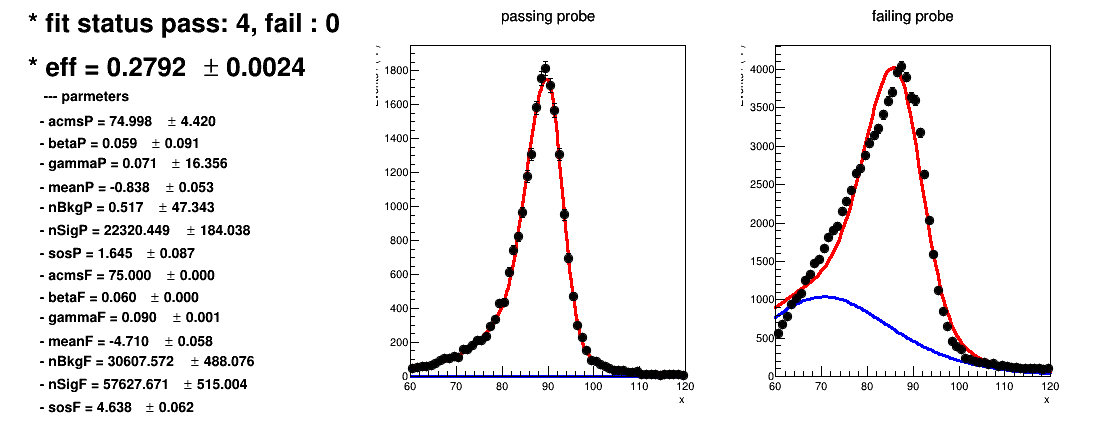 * fit status pass: 4, fail : 0
* eff = 0.2792 ± 0.0024
--- parmeters
- acmsP = 74.998 ± 4.420
- betaP = 0.059 ± 0.091
- gammaP = 0.071 ± 16.356
- meanP = -0.838 ± 0.053
- nBkgP = 0.517 ± 47.343
- nSigP = 22320.449 ± 184.038
- sosP = 1.645 ± 0.087
- acmsF = 75.000 ± 0.000
- betaF = 0.060 ± 0.000
- gammaF = 0.090 ± 0.001
- meanF = -4.710 ± 0.058
- nBkgF = 30607.572 ± 488.076
- nSigF = 57627.671 ± 515.004
- sosF = 4.638 ± 0.062
passing probe
1800
1600
1400
1200
1000
800
600
400
200
0
60 70 80 90 100 110 120
x
failing probe
4000
3500
3000
2500
2000
1500
1000
500
0
60 70 80 90 100 110 120
x